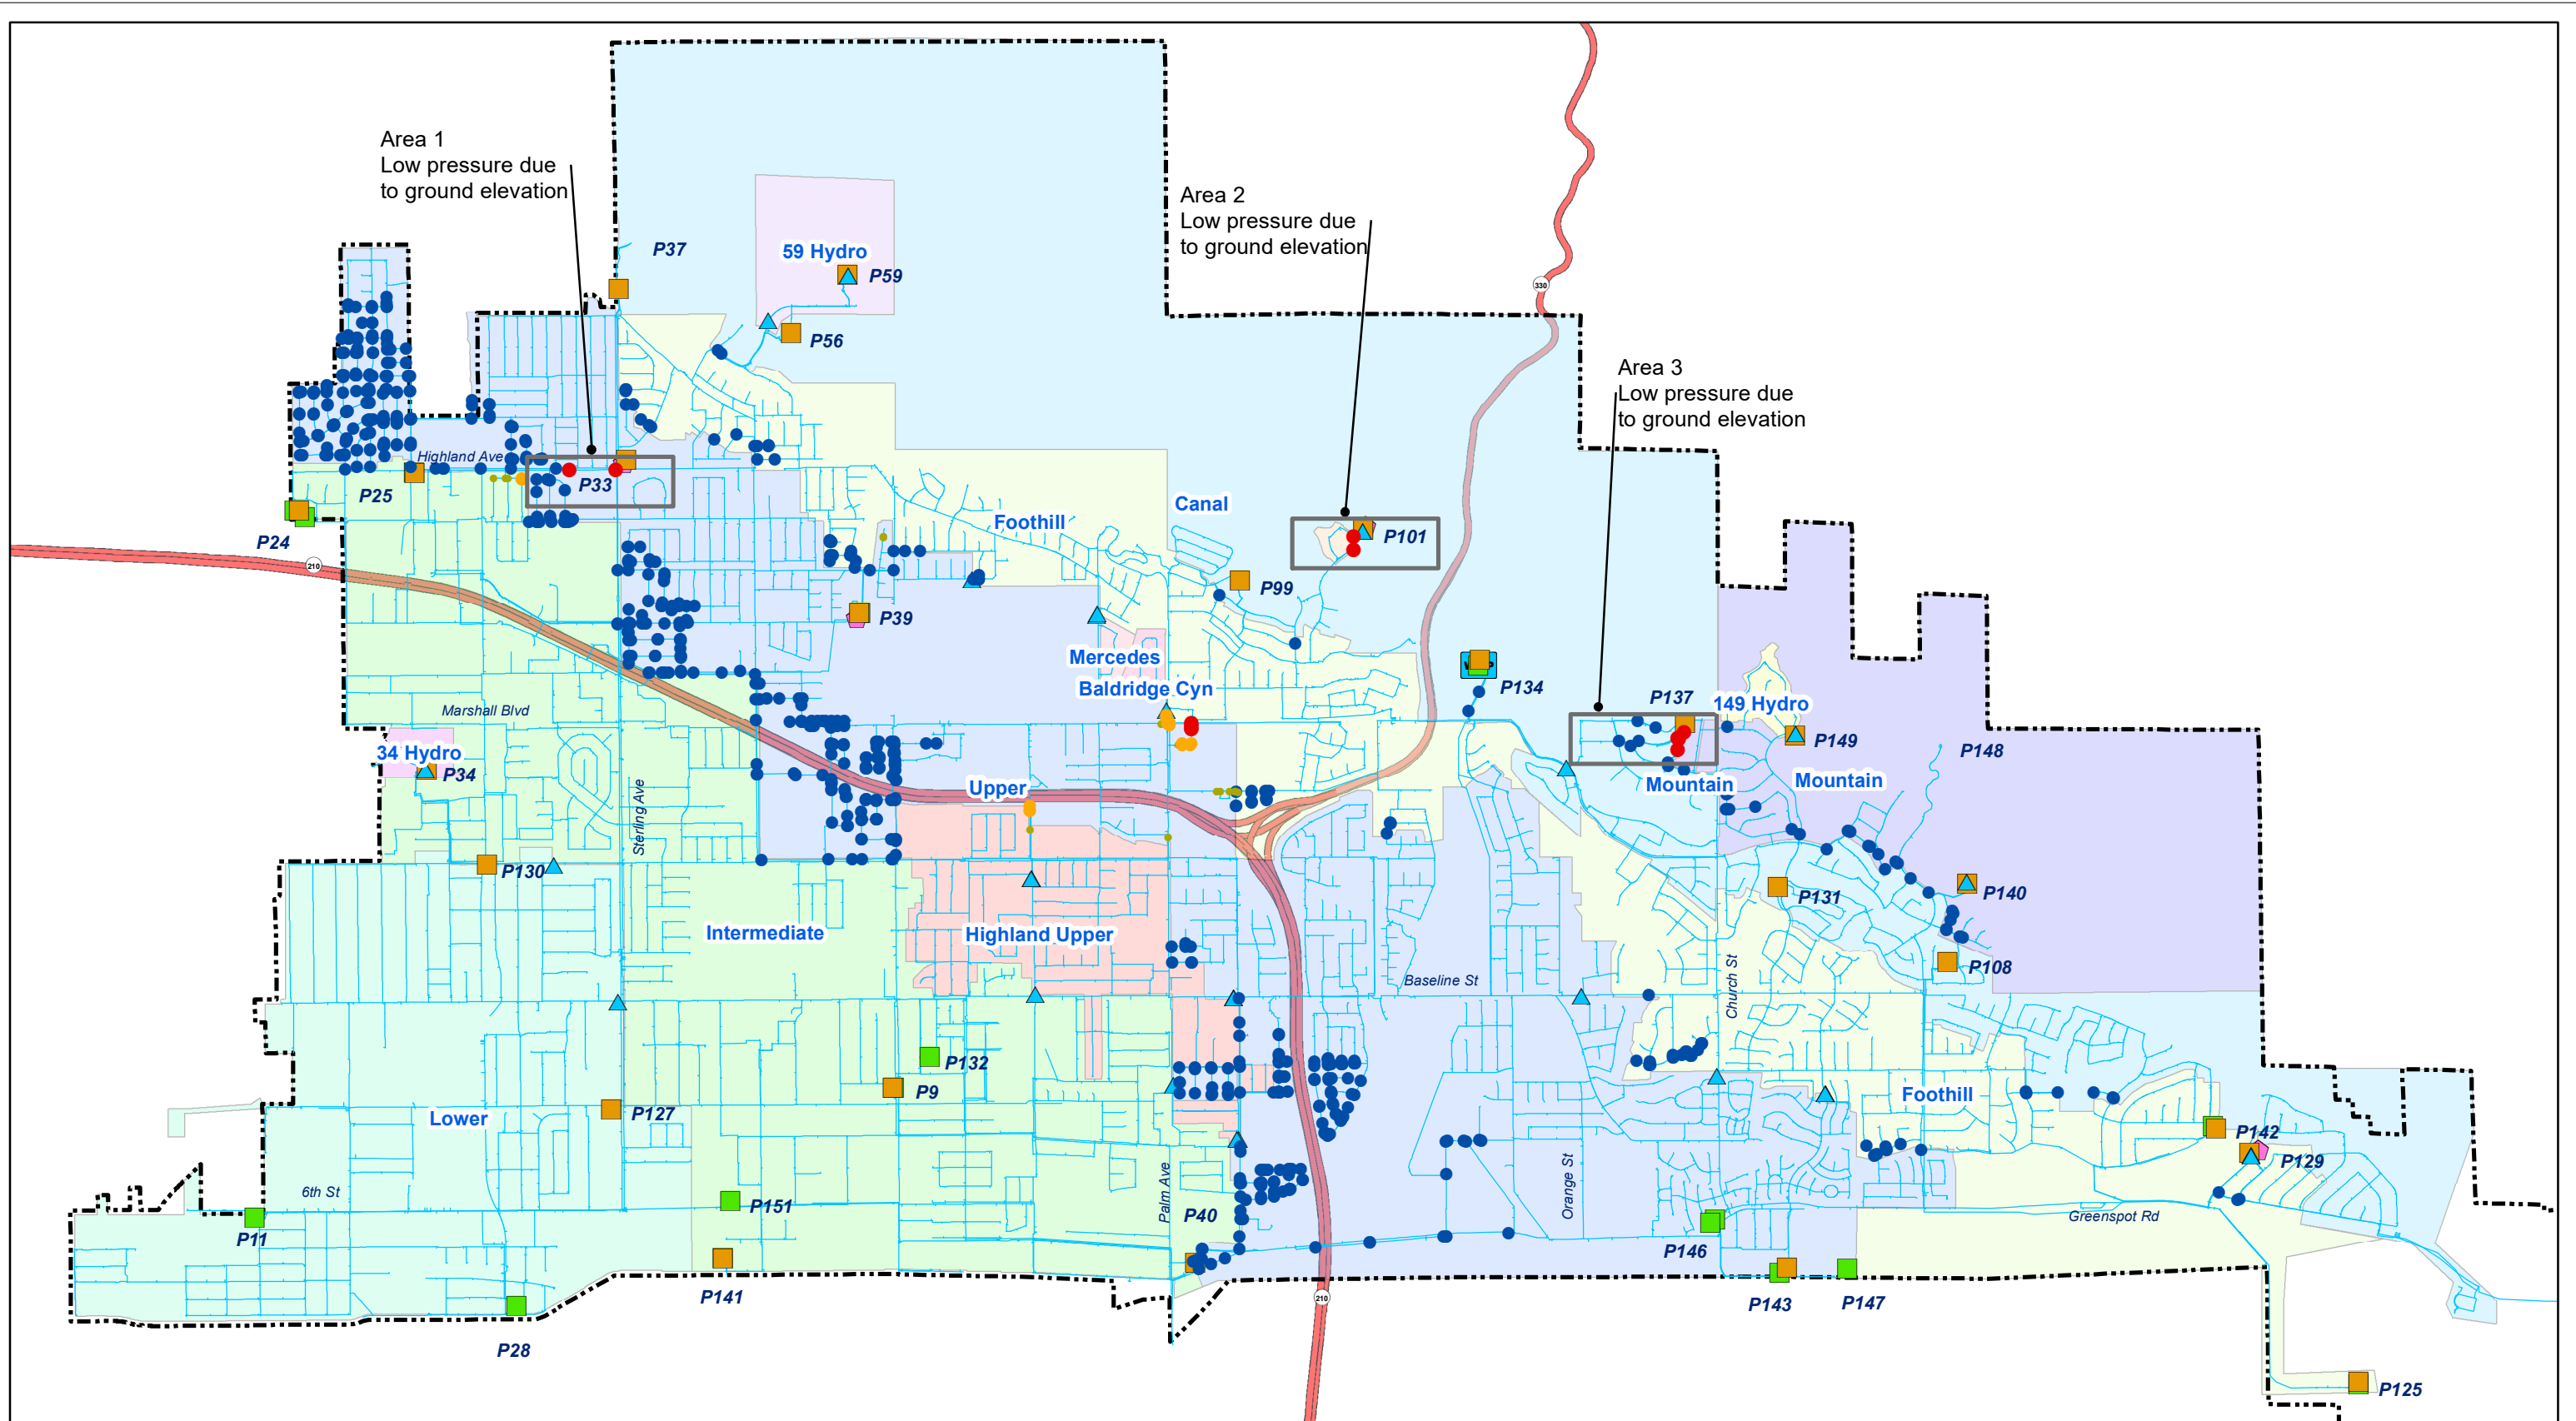 Area 1
Low pressure due
to ground elevation
Area 2
Low pressure due
to ground elevation
Area 3
Low pressure due
to ground elevation
P37
59 Hydro
P59
P56
330
Highland Ave
P33
P25
P24
210
Canal
Foothill
P101
P99
P39
Mercedes
Baldridge Cyn
P134
P137
149 Hydro
P149
P148
Marshall Blvd
34 Hydro
P34
Sterling Ave
Upper
Mountain
Mountain
P130
P131
P140
Intermediate
Highland Upper
P108
Baseline St
Church St
P132
P9
P127
Lower
Foothill
P142
P129
6th St
P151
Palm Ave
P40
Orange St
Greenspot Rd
P11
P146
P141
P143
P147
210
P28
P125